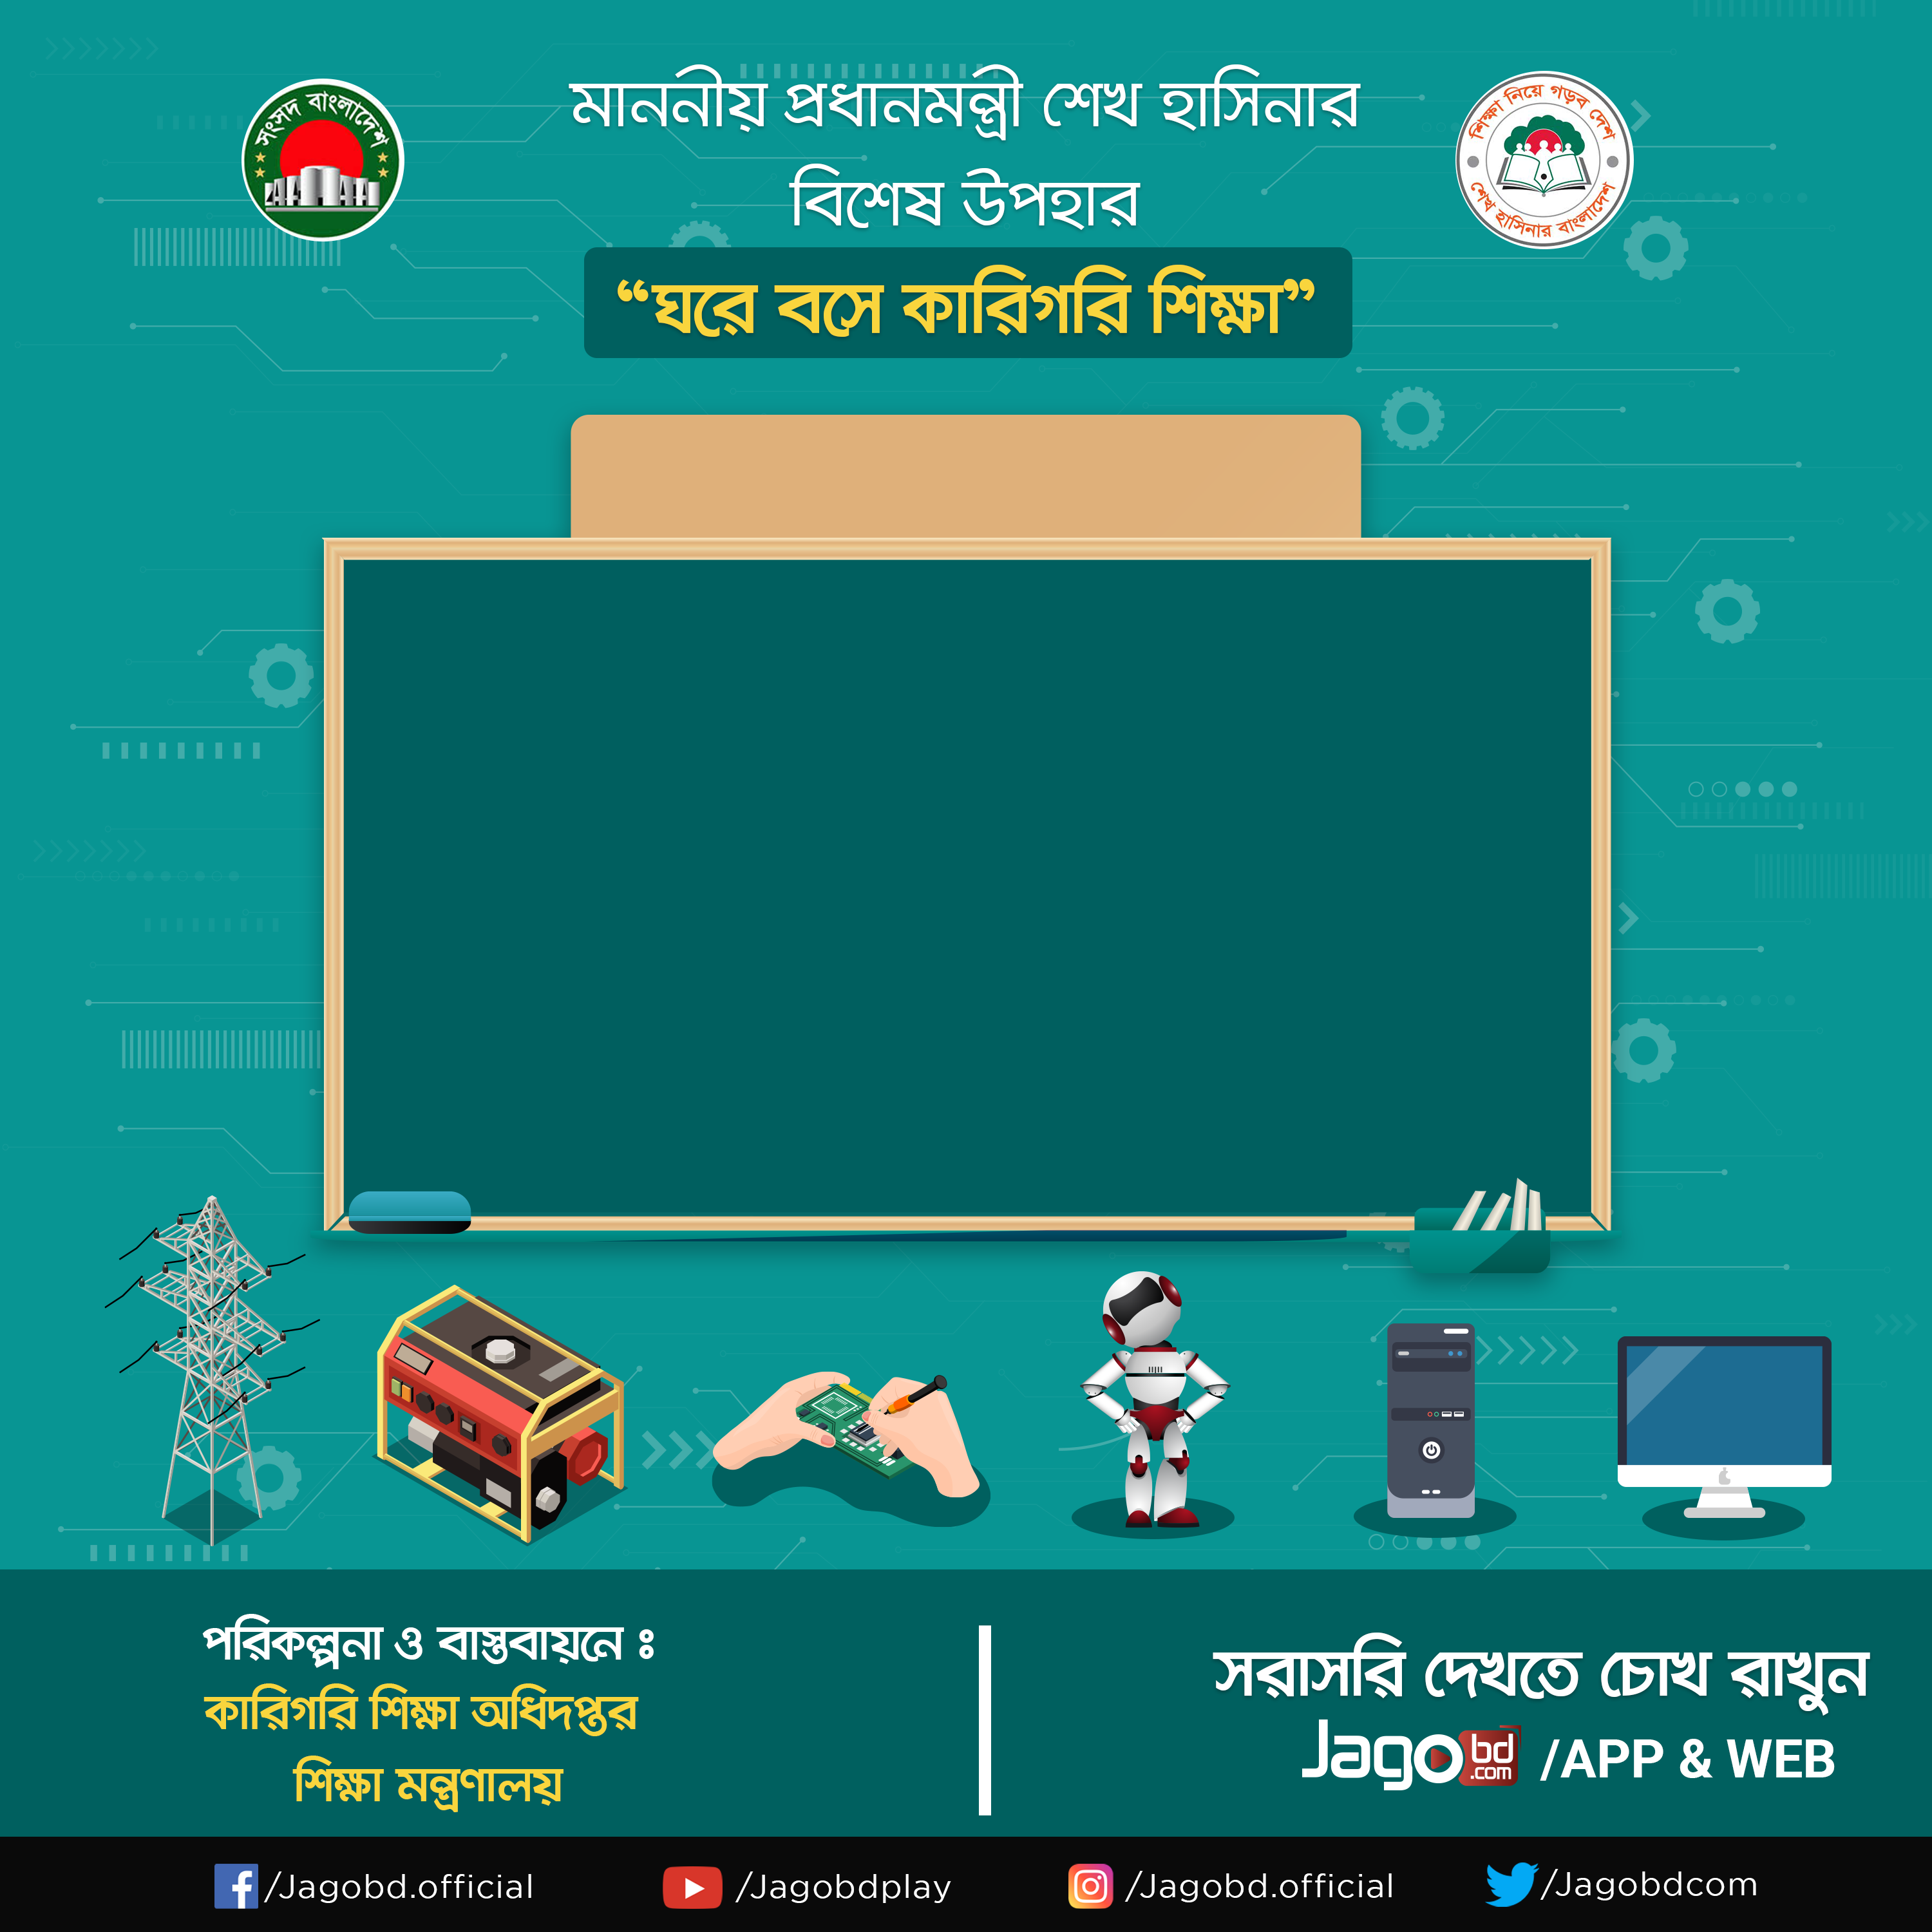 মাননীয় প্রধানমন্ত্রী শেখ হাসিনার
বিশেষ উপহার
“ঘরে বসে কারিগরি শিক্ষা”
সংসদ বাংলাদেশ
শিক্ষা নিয়ে গড়ব দেশ
শেখ হাসিনার বাংলাদেশ
পরিকল্পনা ও বাস্তবায়নে ঃ
কারিগরি শিক্ষা অধিদপ্তর
শিক্ষা মন্ত্রণালয়
সরাসরি দেখতে চোখ রাখুন
Jagobd.com /APP & WEB
/Jagobd.official
/Jagobdplay
/Jagobd.official
/Jagobdcom